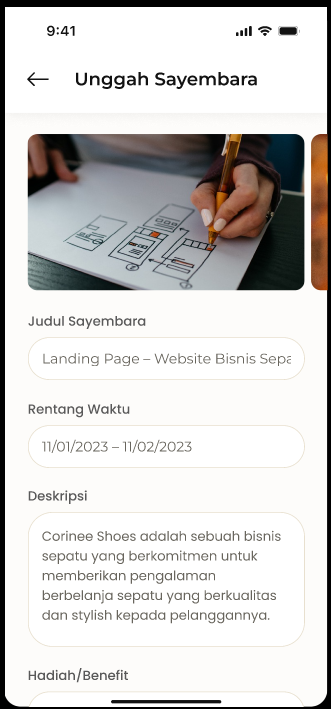 9:41
Unggah Sayembara
Judul Sayembara
Landing Page – Website Bisnis Sepa
Rentang Waktu
11/01/2023 – 11/02/2023
Deskripsi
Corinee Shoes adalah sebuah bisnis
sepatu yang berkomitmen untuk
memberikan pengalaman
berbelanja sepatu yang berkualitas
dan stylish kepada pelanggannya.
Hadiah/Benefit